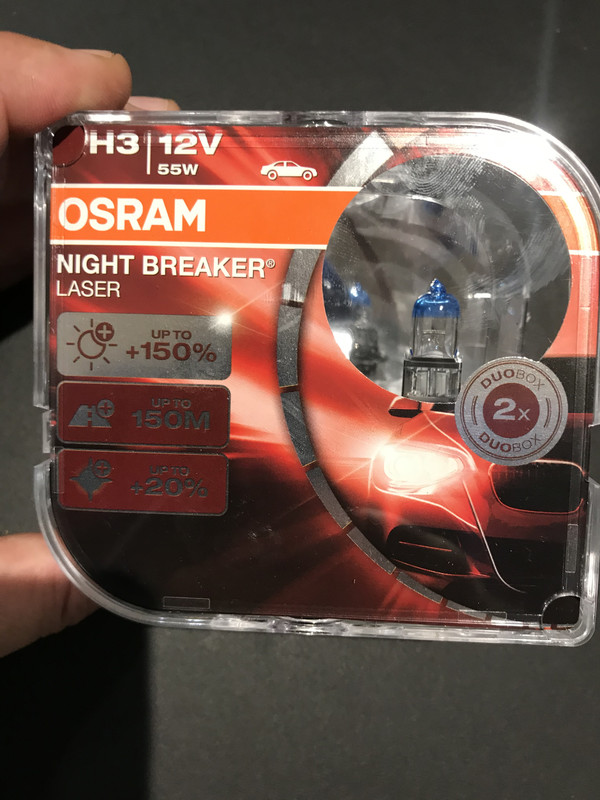 H3 | 12V
55W
OSRAM
NIGHT BREAKER®
LASER
UP TO
+150%
UP TO
150M
UP TO
+20%
DUOBOX
2x
DUOBOX